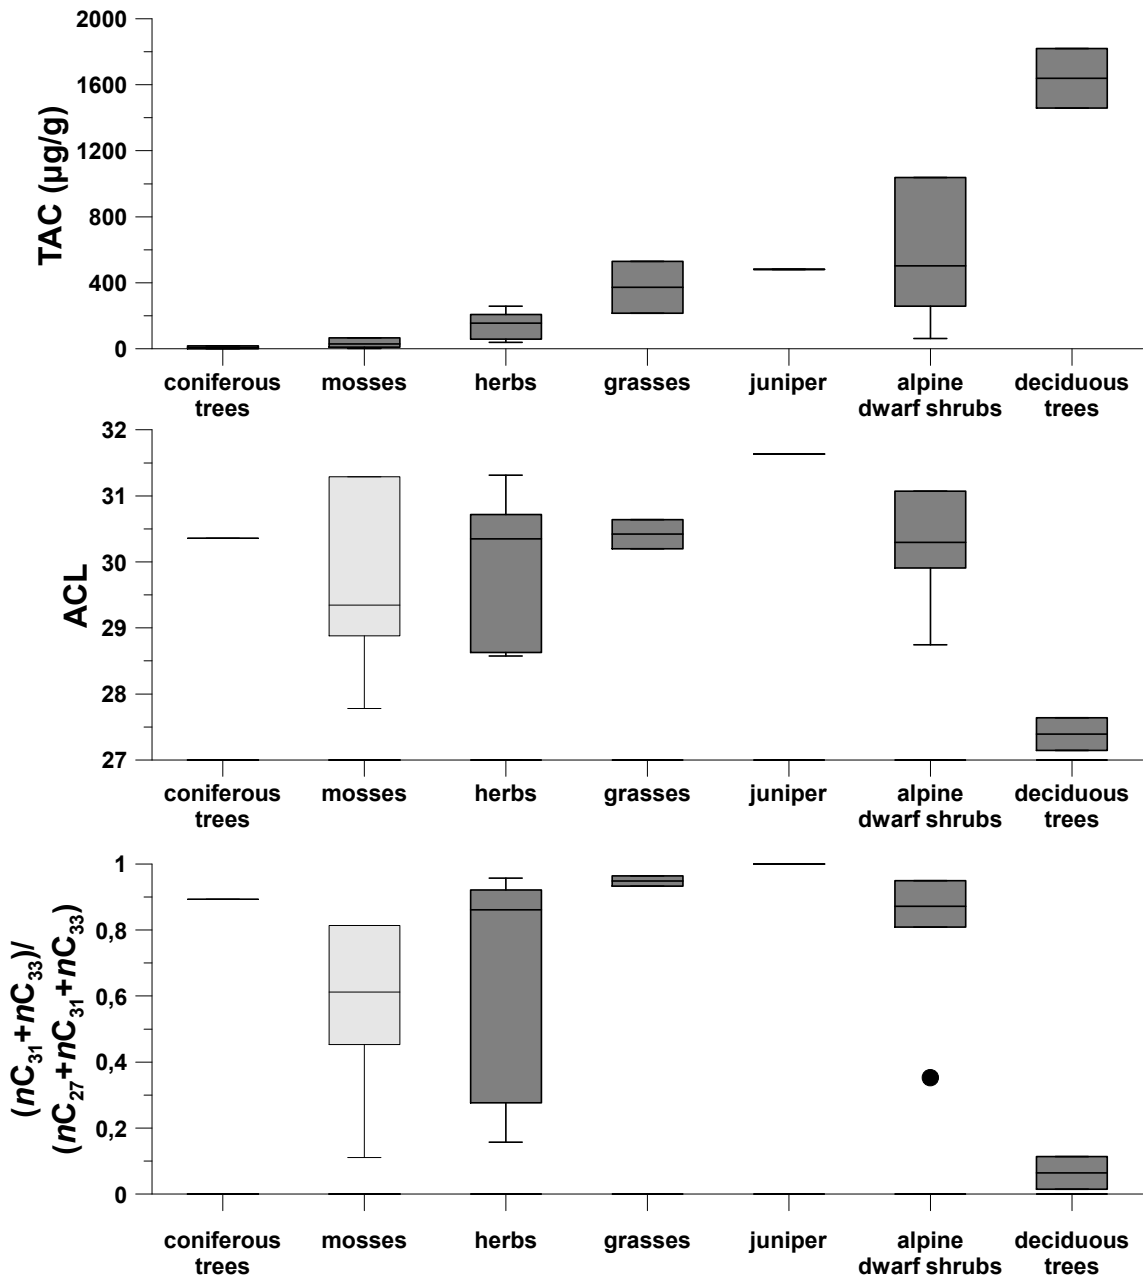 2000
1600
1200
800
400
0
TAC (µg/g)
coniferous trees
mosses
herbs
grasses
juniper
alpine dwarf shrubs
deciduous trees
32
31
30
29
28
27
ACL
coniferous trees
mosses
herbs
grasses
juniper
alpine dwarf shrubs
deciduous trees
1
0,8
0,6
0,4
0,2
0
(nC31+nC33)/
(nC27+nC31+nC33)
coniferous trees
mosses
herbs
grasses
juniper
alpine dwarf shrubs
deciduous trees